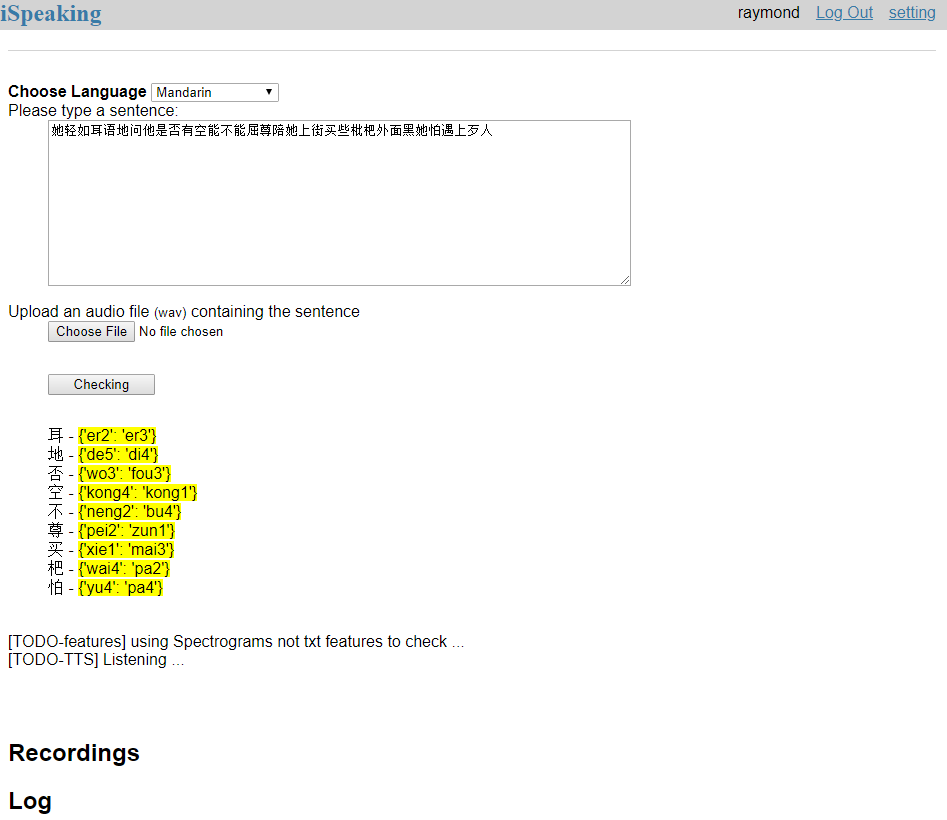 iSpeaking
raymond Log Out setting
Choose Language Mandarin
Please type a sentence:
她轻如耳语地问他是否有空能不能屈尊陪她上街买些枇杷外面黑她怕遇上歹人
Upload an audio file (wav) containing the sentence
Choose File No file chosen
Checking
耳 - {'er2': 'er3'}
地 - {'de5': 'di4'}
否 - {'wo3': 'fou3'}
空 - {'kong4': 'kong1'}
不 - {'neng2': 'bu4'}
尊 - {'pei2': 'zun1'}
买 - {'xie1': 'mai3'}
杷 - {'wai4': 'pa2'}
怕 - {'yu4': 'pa4'}
[TODO-features] using Spectrograms not txt features to check ...
[TODO-TTS] Listening ...
Recordings
Log